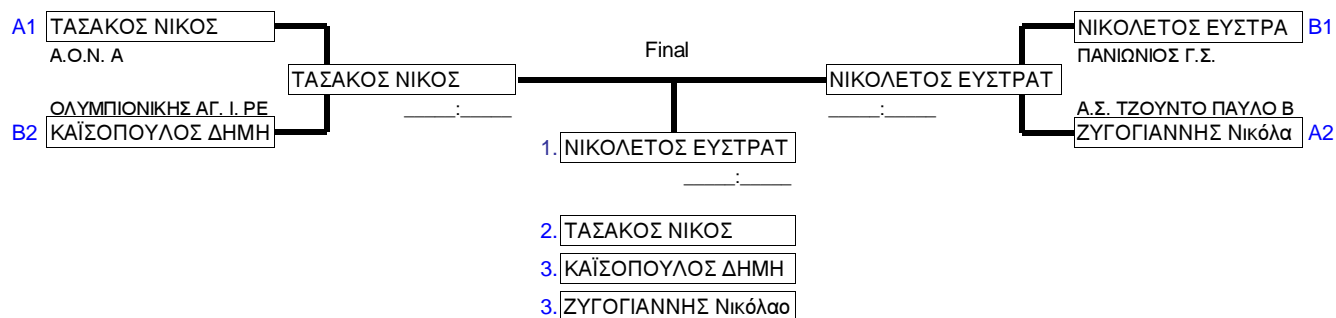 A1 ΤΑΣΑΚΟΣ ΝΙΚΟΣ
Α.Ο.Ν. Α
ΤΑΣΑΚΟΣ ΝΙΚΟΣ
_____:_____
ΟΛΥΜΠΙΟΝΙΚΗΣ ΑΓ. Ι. ΡΕ
B2 ΚΑΪΣΟΠΟΥΛΟΣ ΔΗΜΗ
Final
ΝΙΚΟΛΕΤΟΣ ΕΥΣΤΡΑ B1
ΠΑΝΙΩΝΙΟΣ Γ.Σ.
ΝΙΚΟΛΕΤΟΣ ΕΥΣΤΡΑΤ
_____:_____
Α.Σ. ΤΖΟΥΝΤΟ ΠΑΥΛΟ Β
ΖΥΓΟΓΙΑΝΝΗΣ Νικόλα A2
1. ΝΙΚΟΛΕΤΟΣ ΕΥΣΤΡΑΤ
_____:_____
2. ΤΑΣΑΚΟΣ ΝΙΚΟΣ
3. ΚΑΪΣΟΠΟΥΛΟΣ ΔΗΜΗ
3. ΖΥΓΟΓΙΑΝΝΗΣ Νικόλαο